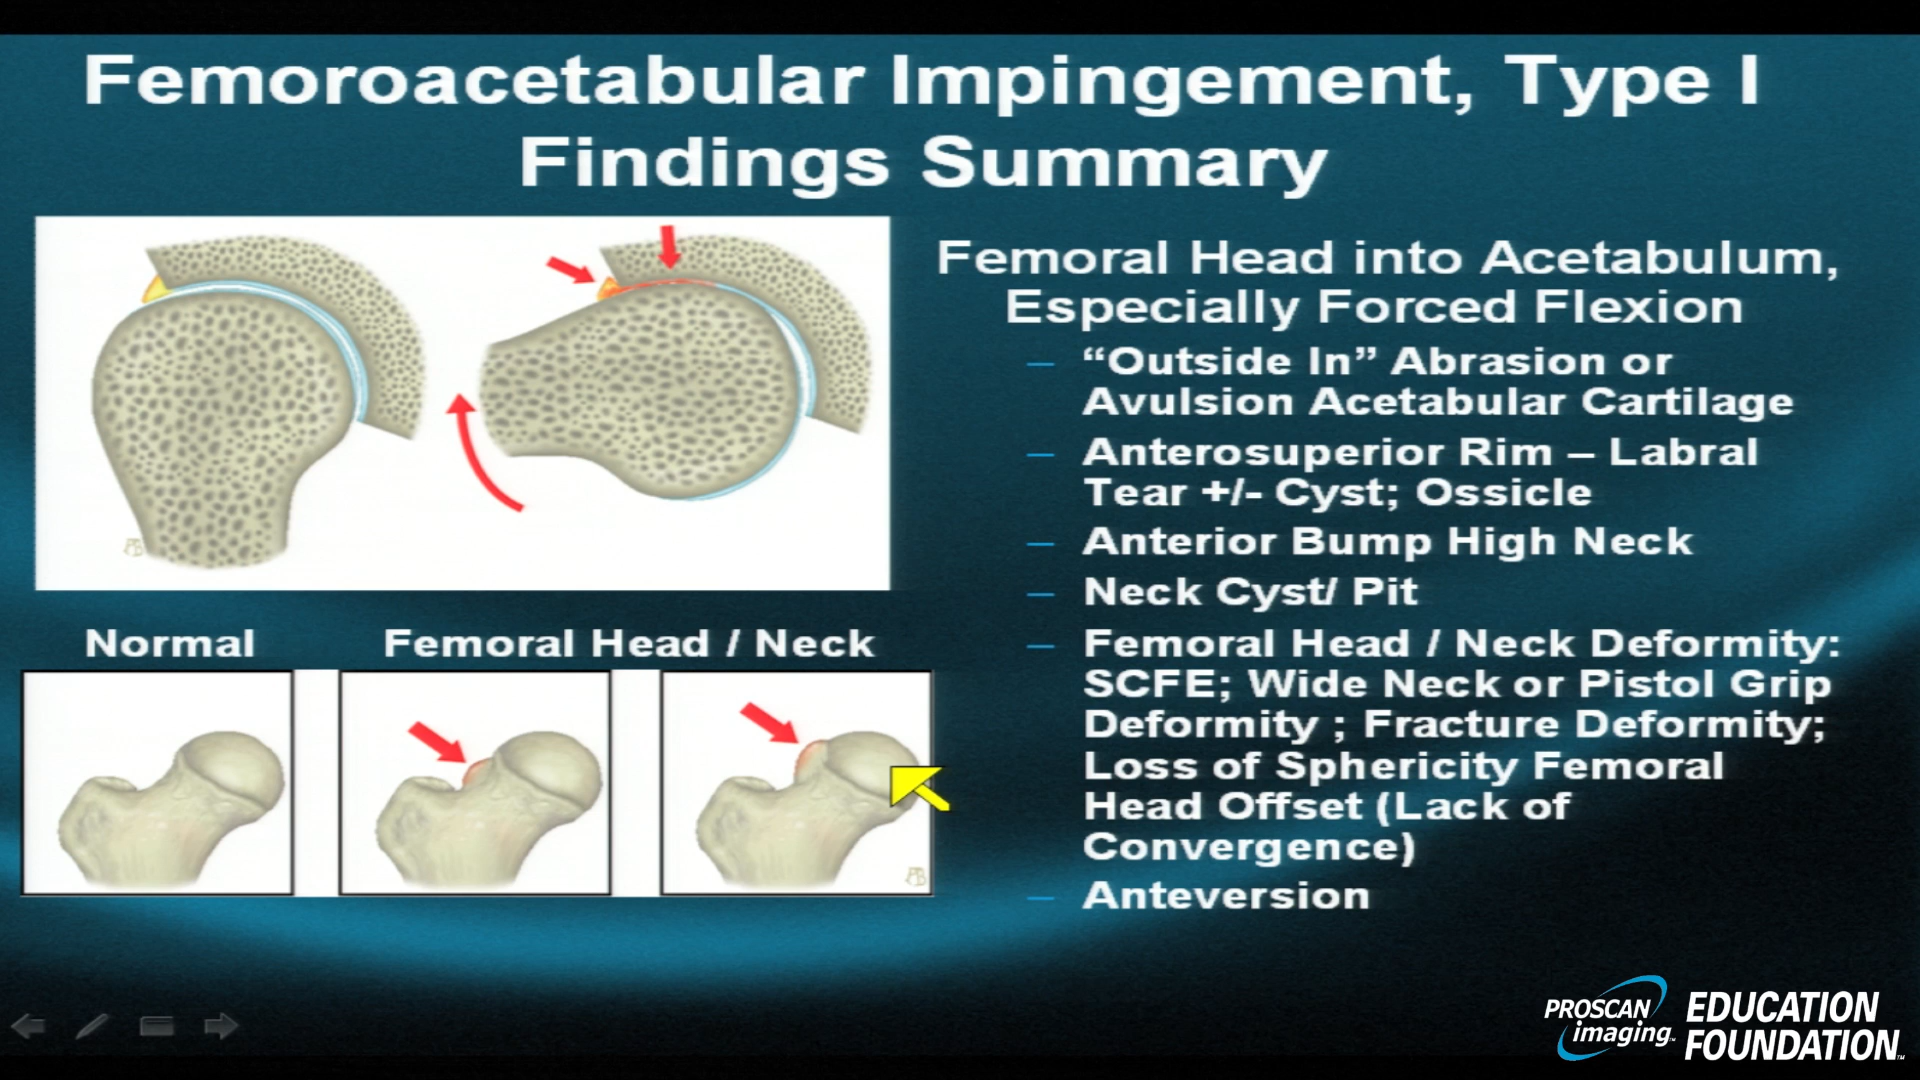 Femoroacetabular Impingement, Type I
Findings Summary
Femoral Head into Acetabulum,
Especially Forced Flexion
– “Outside In” Abrasion or
Avulsion Acetabular Cartilage
– Anterosuperior Rim – Labral
Tear +/- Cyst; Ossicle
– Anterior Bump High Neck
– Neck Cyst/ Pit
– Femoral Head / Neck Deformity:
SCFE; Wide Neck or Pistol Grip
Deformity ; Fracture Deformity;
Loss of Sphericity Femoral
Head Offset (Lack of
Convergence)
– Anteversion
Normal
Femoral Head / Neck
PROSCAN
imaging
EDUCATION
FOUNDATION